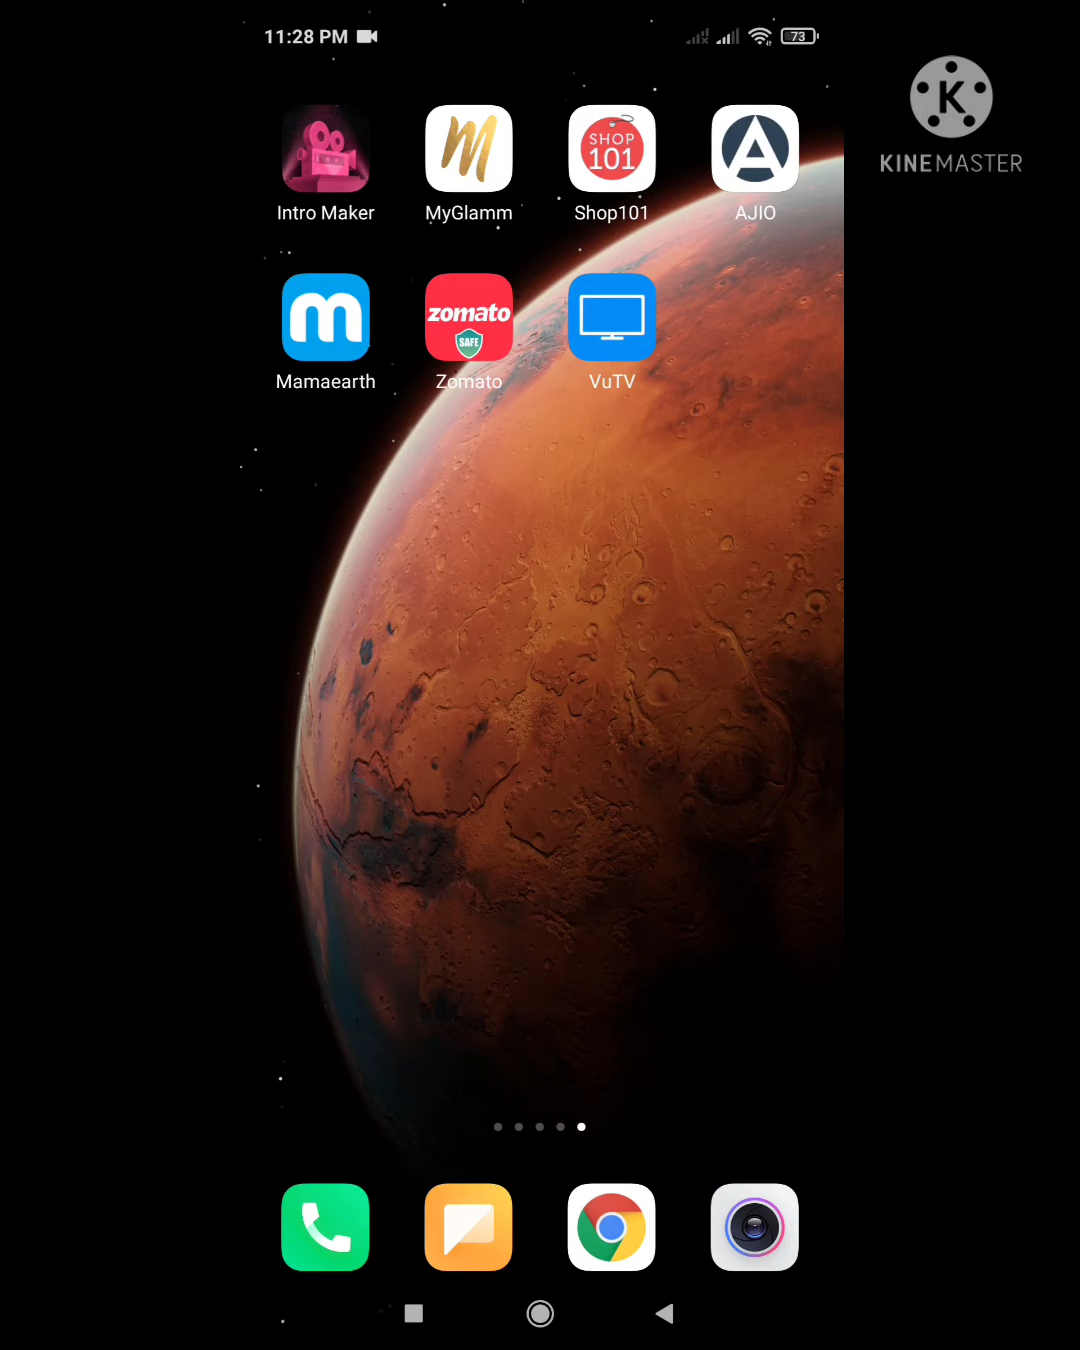 11:28 PM
73
K
KINEMASTER
SHOP
101
Intro Maker
MyGlamm
Shop101
AJIO
zomato
SAFE
Mamaearth
Zomato
VuTV